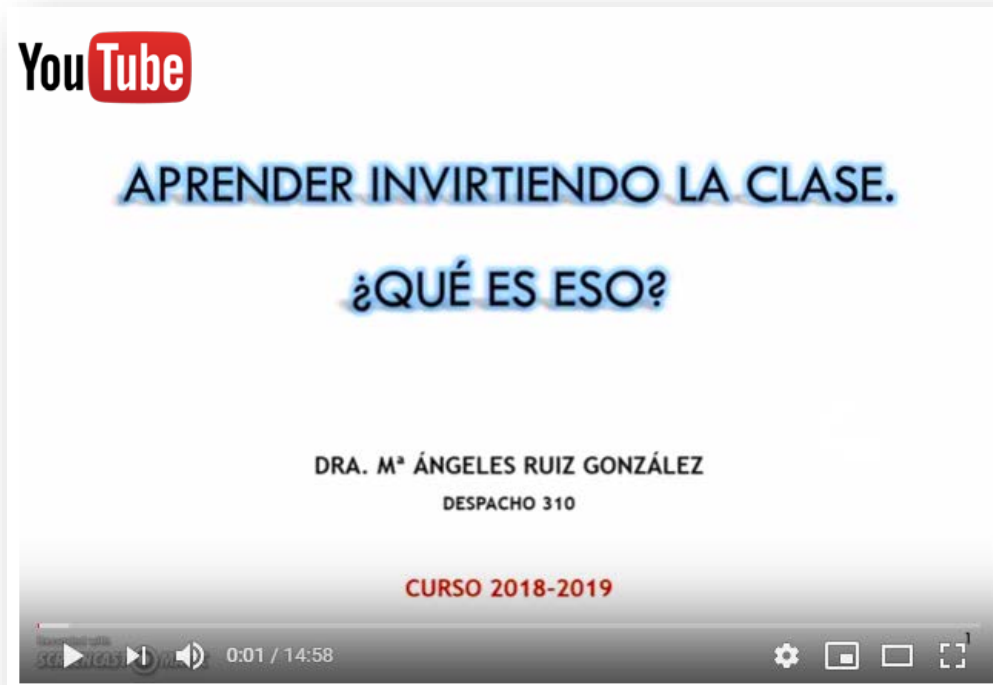 YouTube
APRENDER INVIRTIENDO LA CLASE.
¿QUÉ ES ESO?
DRA. Mª ÁNGELES RUIZ GONZÁLEZ
DESPACHO 310
CURSO 2018-2019
1
0:01 / 14:58